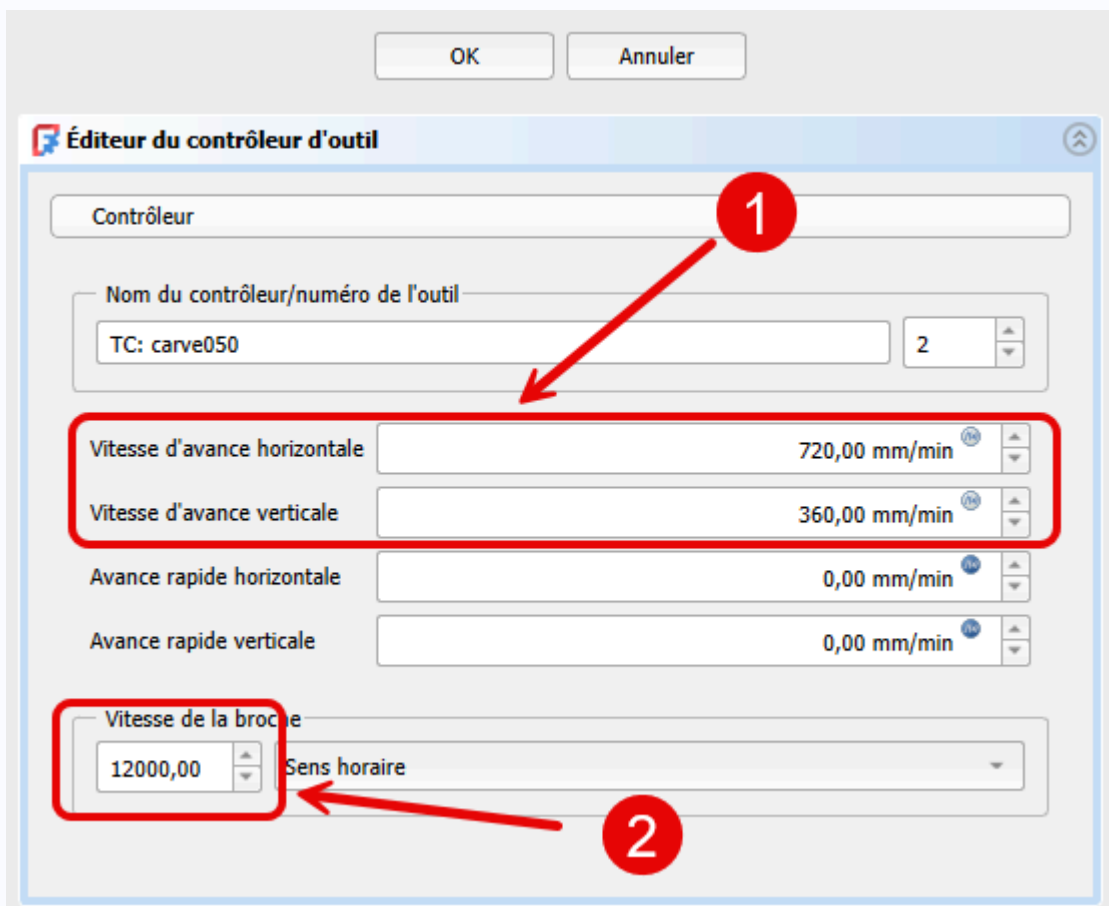 OK Annuler
Éditeur du contrôleur d'outil
Contrôleur
1
Nom du contrôleur/numéro de l'outil
TC: carve050 2
Vitesse d'avance horizontale 720,00 mm/min
Vitesse d'avance verticale 360,00 mm/min
Avance rapide horizontale 0,00 mm/min
Avance rapide verticale 0,00 mm/min
Vitesse de la broche
12000,00 Sens horaire
2